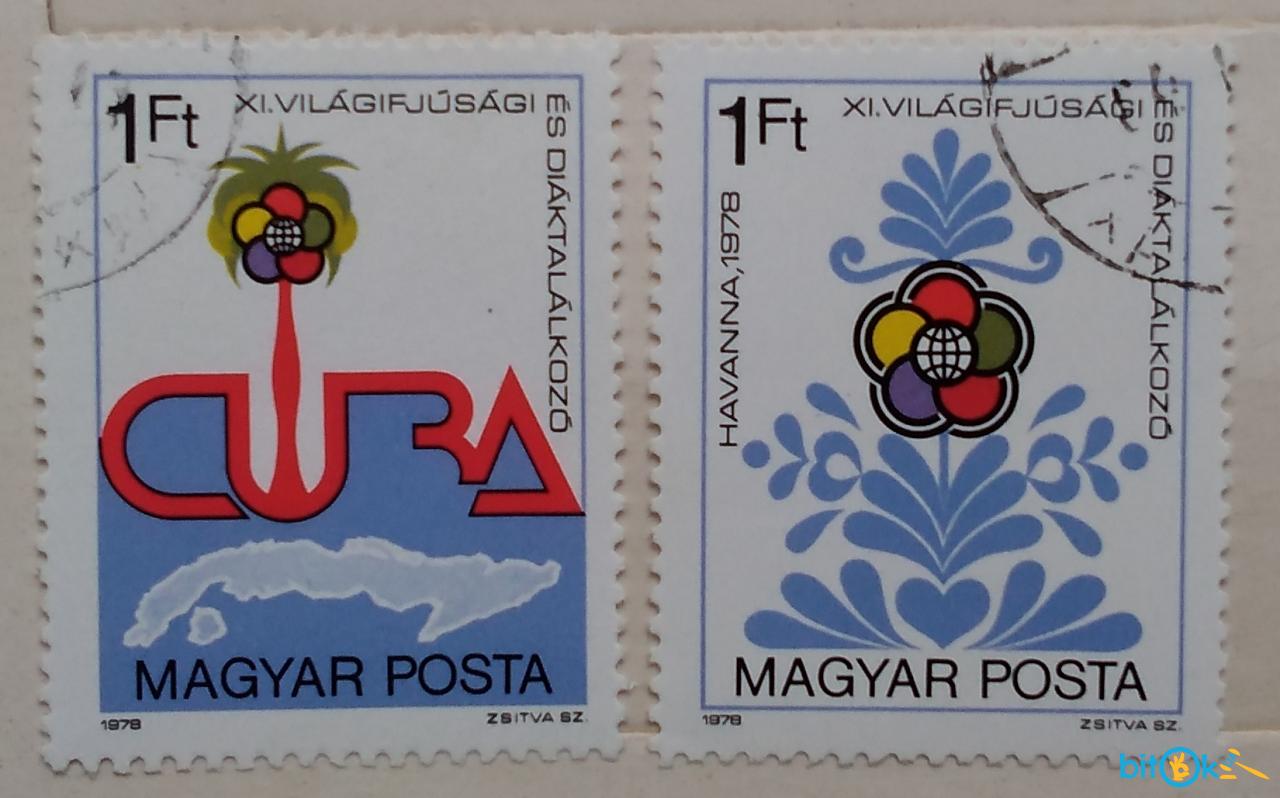 1Ft
XI.VILÁGIFJÚSÁGI
ÉS DIÁKTALÁLKOZÓ
CUBA
MAGYAR POSTA
1978
ZSITVA SZ.
1Ft
XI.VILÁGIFJÚSÁGI
ÉS DIÁKTALÁLKOZÓ
HAVANNA,1978
MAGYAR POSTA
1978
ZSITVA SZ.
bitOk